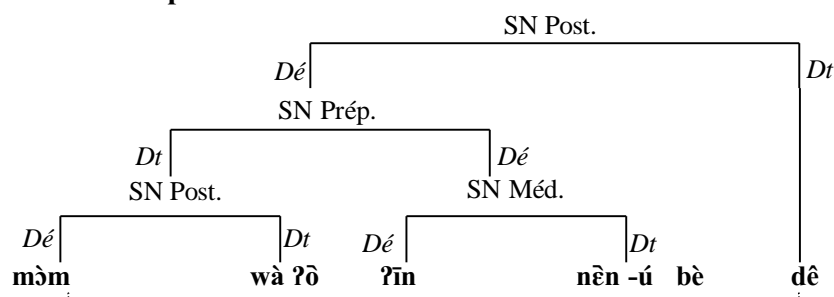 SN Post.
Dé Dt
SN Prép.
Dt Dé
SN Post. SN Méd.
Dé Dt Dé Dt
mɔ̀m wà ʔò ʔīn nɛ̀n -ú bè dê